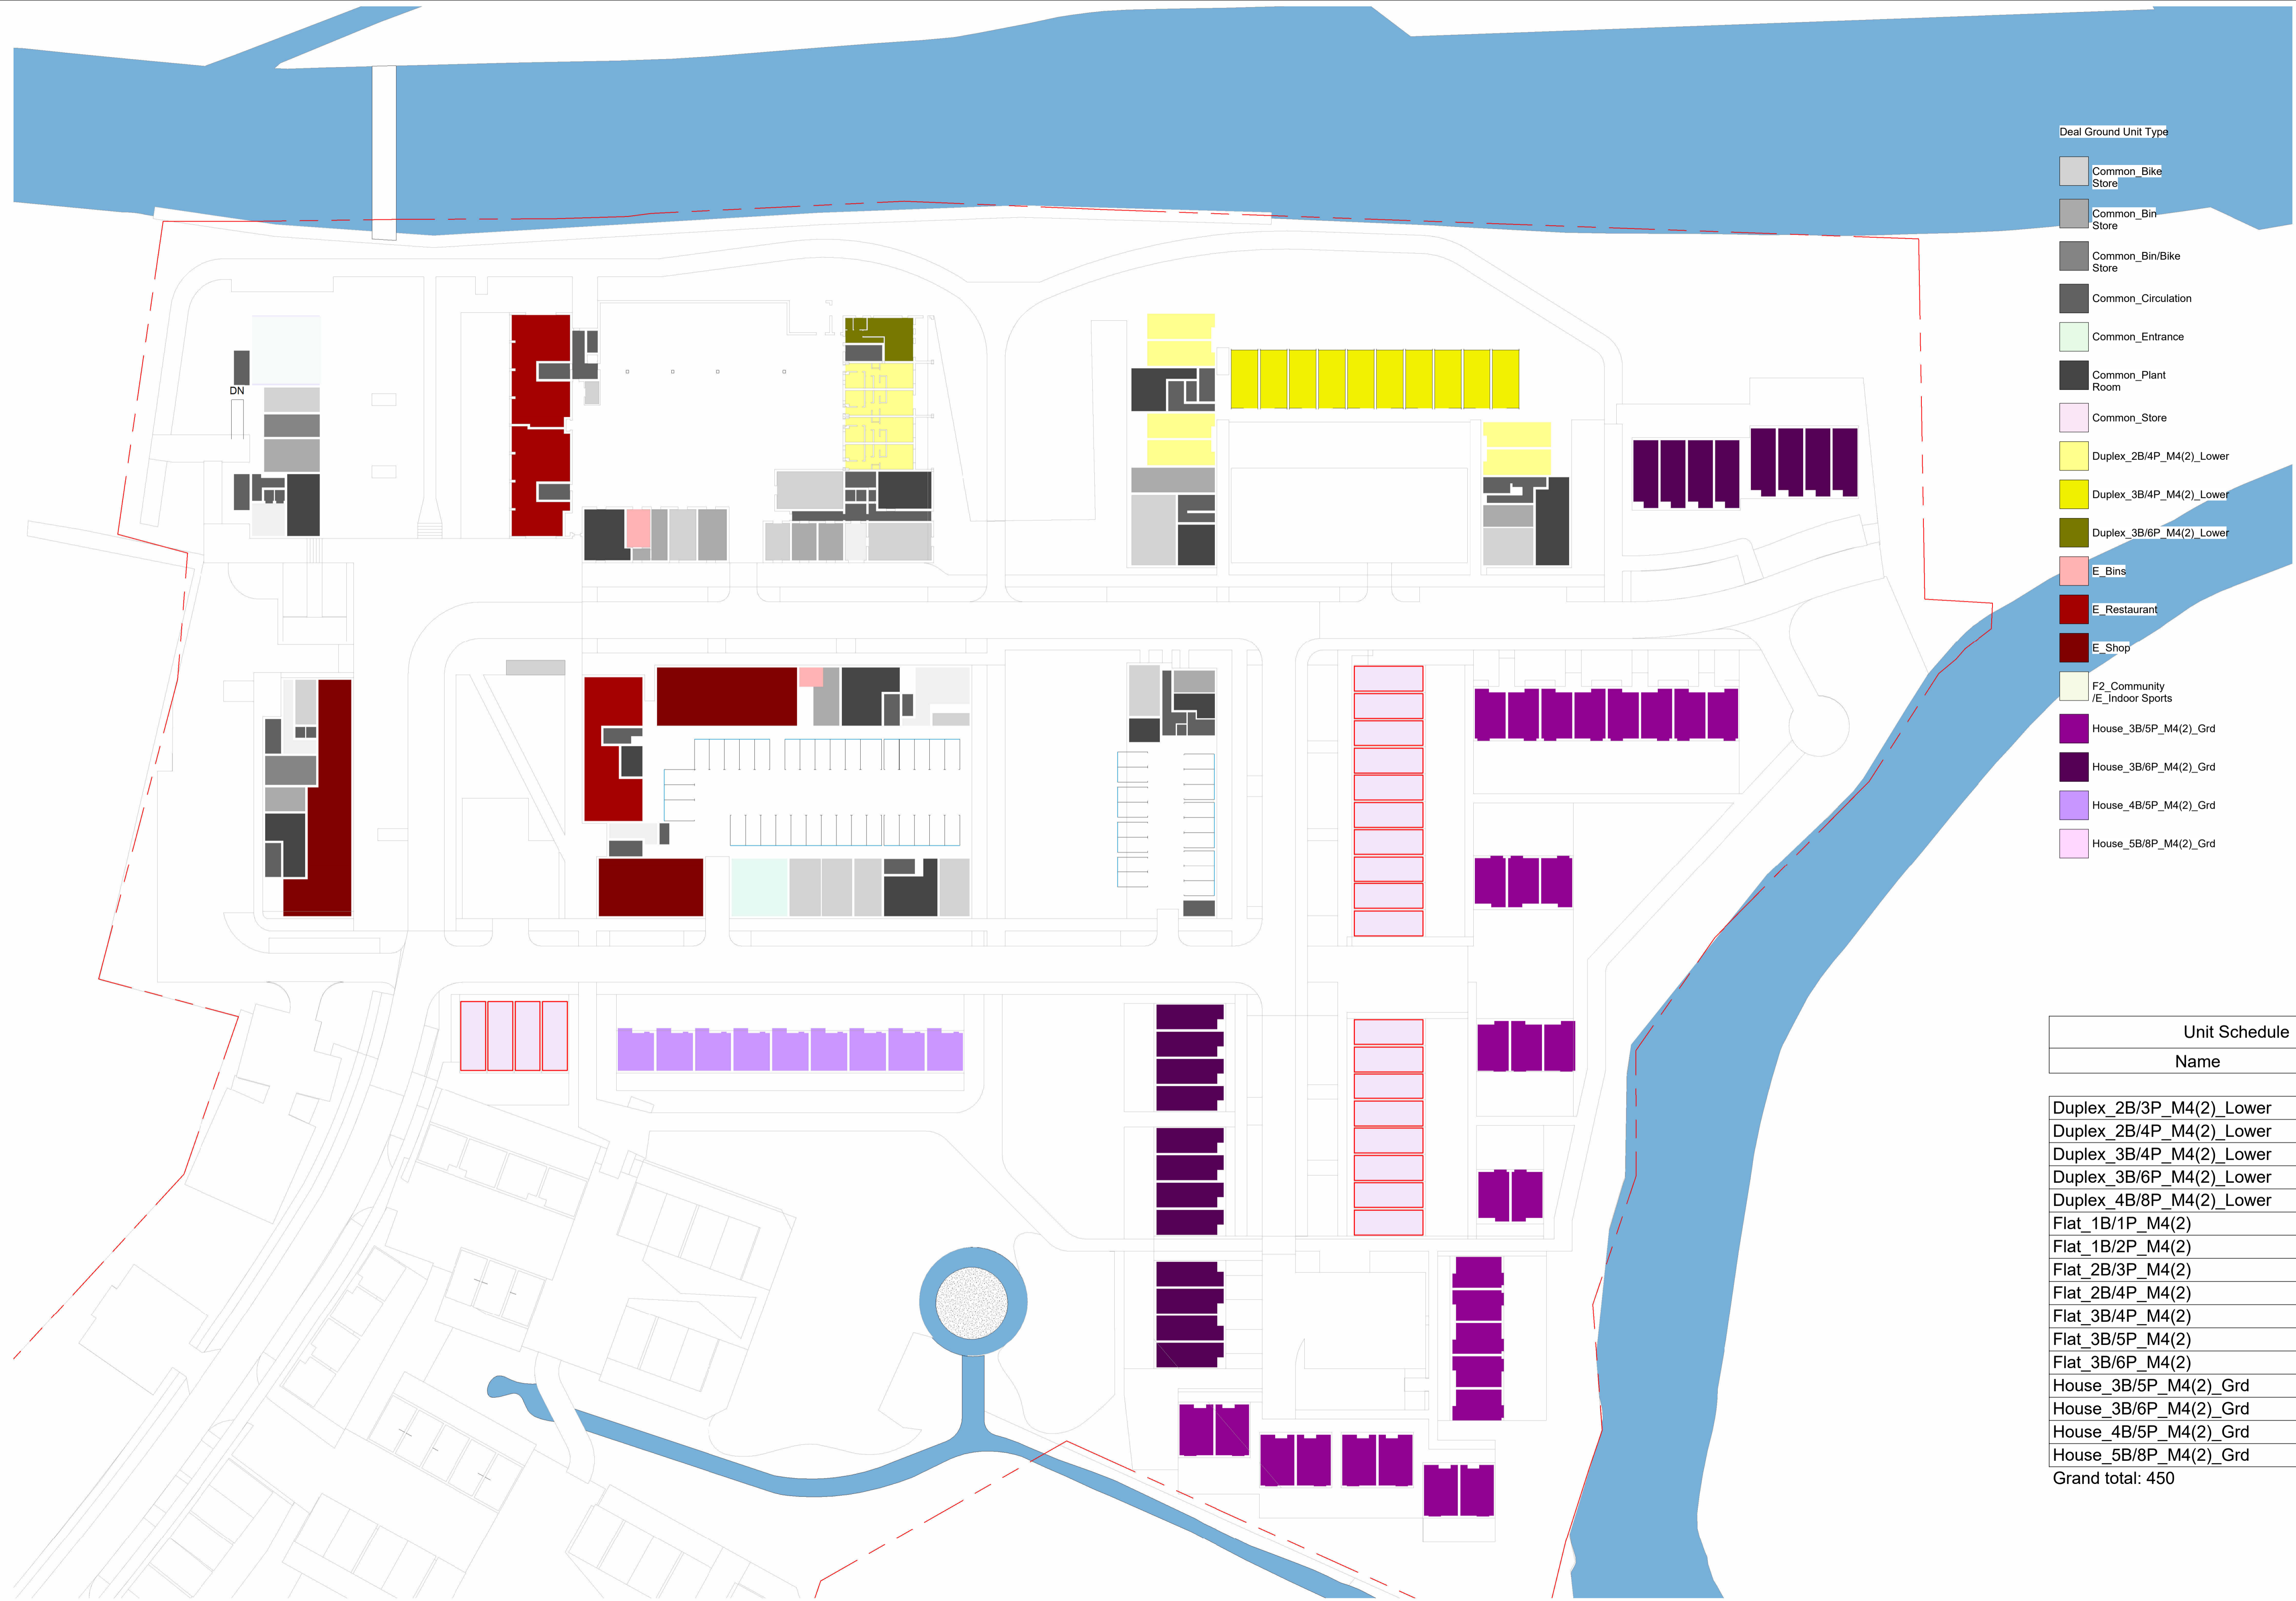 Deal Ground Unit Type
Common_Bike
Store
Common_Bin
Store
Common_Bin/Bike
Store
Common_Circulation
Common_Entrance
Common_Plant
Room
Common_Store
Duplex_2B/4P_M4(2)_Lower
Duplex_3B/4P_M4(2)_Lower
Duplex_3B/6P_M4(2)_Lower
E_Bins
E_Restaurant
E_Shop
F2_Community
/E_Indoor Sports
House_3B/5P_M4(2)_Grd
House_3B/6P_M4(2)_Grd
House_4B/5P_M4(2)_Grd
House_5B/8P_M4(2)_Grd
DN
Unit Schedule
Name
Duplex_2B/3P_M4(2)_Lower
Duplex_2B/4P_M4(2)_Lower
Duplex_3B/4P_M4(2)_Lower
Duplex_3B/6P_M4(2)_Lower
Duplex_4B/8P_M4(2)_Lower
Flat_1B/1P_M4(2)
Flat_1B/2P_M4(2)
Flat_2B/3P_M4(2)
Flat_2B/4P_M4(2)
Flat_3B/4P_M4(2)
Flat_3B/5P_M4(2)
Flat_3B/6P_M4(2)
House_3B/5P_M4(2)_Grd
House_3B/6P_M4(2)_Grd
House_4B/5P_M4(2)_Grd
House_5B/8P_M4(2)_Grd
Grand total: 450